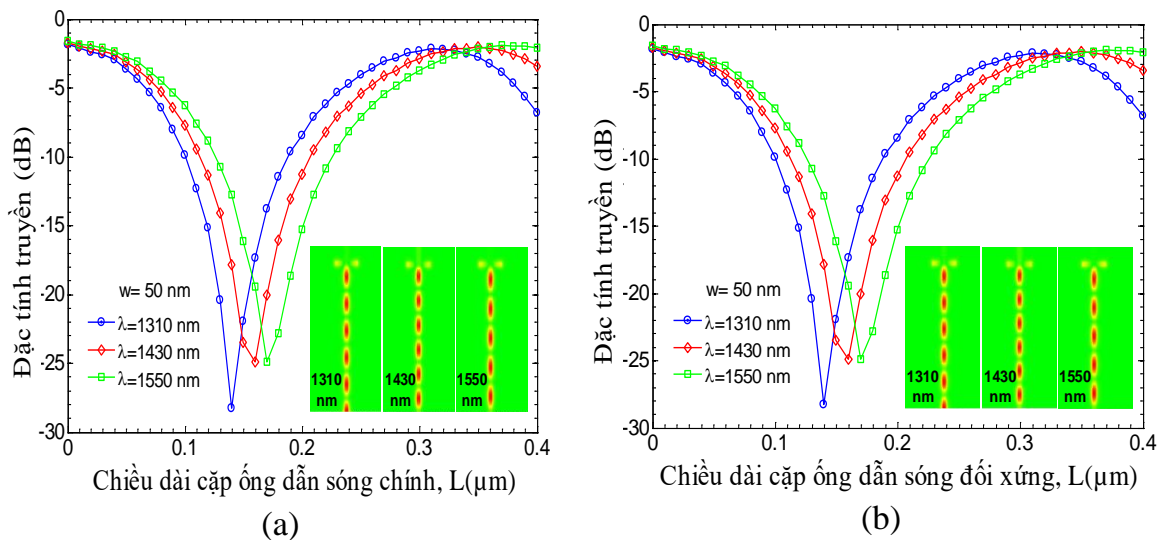 0
-5
-10
-15
-20
-25
-30
Đặc tính truyền (dB)
w= 50 nm
λ=1310 nm
λ=1430 nm
λ=1550 nm
1310 nm
1430 nm
1550 nm
0 0.1 0.2 0.3 0.4
Chiều dài cặp ống dẫn sóng chính, L(µm)
(a)
0
-5
-10
-15
-20
-25
-30
Đặc tính truyền (dB)
w= 50 nm
λ=1310 nm
λ=1430 nm
λ=1550 nm
1310 nm
1430 nm
1550 nm
0 0.1 0.2 0.3 0.4
Chiều dài cặp ống dẫn sóng đối xứng, L(µm)
(b)